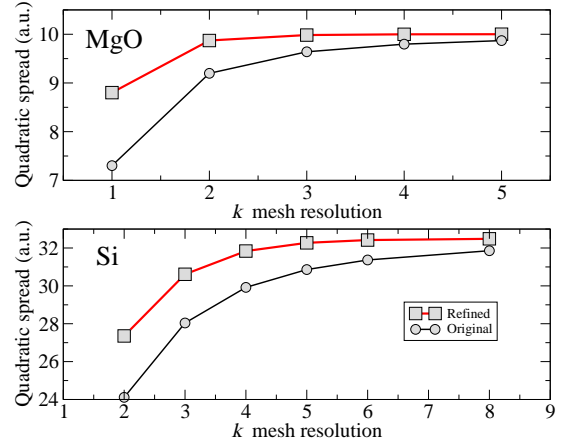 MgO
Quadratic spread (a.u.)
10
9
8
7
1 2 3 4 5
k mesh resolution
Si
Quadratic spread (a.u.)
32
30
28
26
24
Refined
Original
1 2 3 4 5 6 7 8 9
k mesh resolution